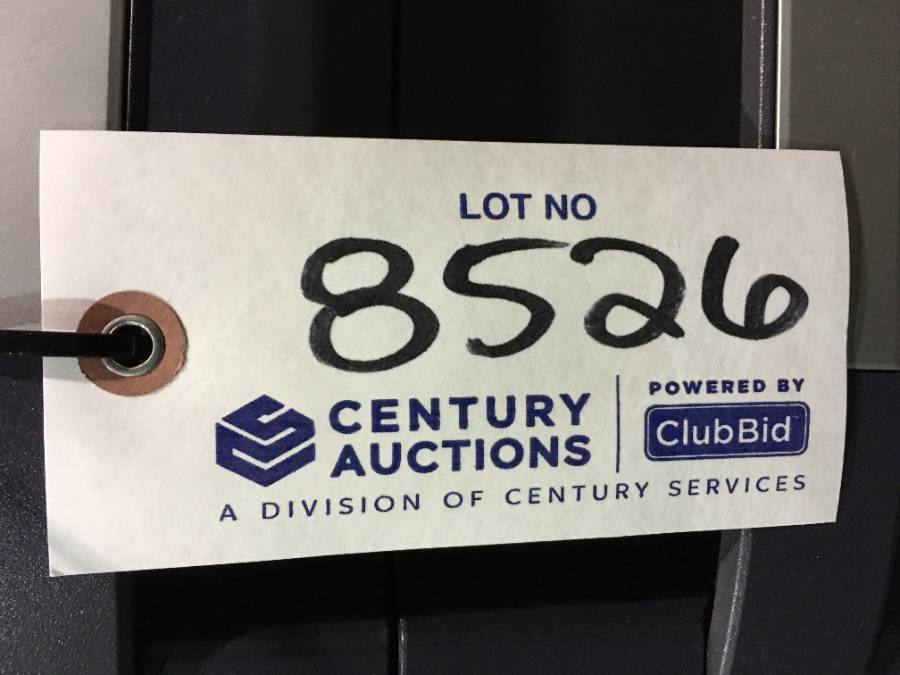 LOT NO
8526
CENTURY
AUCTIONS
POWERED BY
ClubBid
A DIVISION OF CENTURY SERVICES